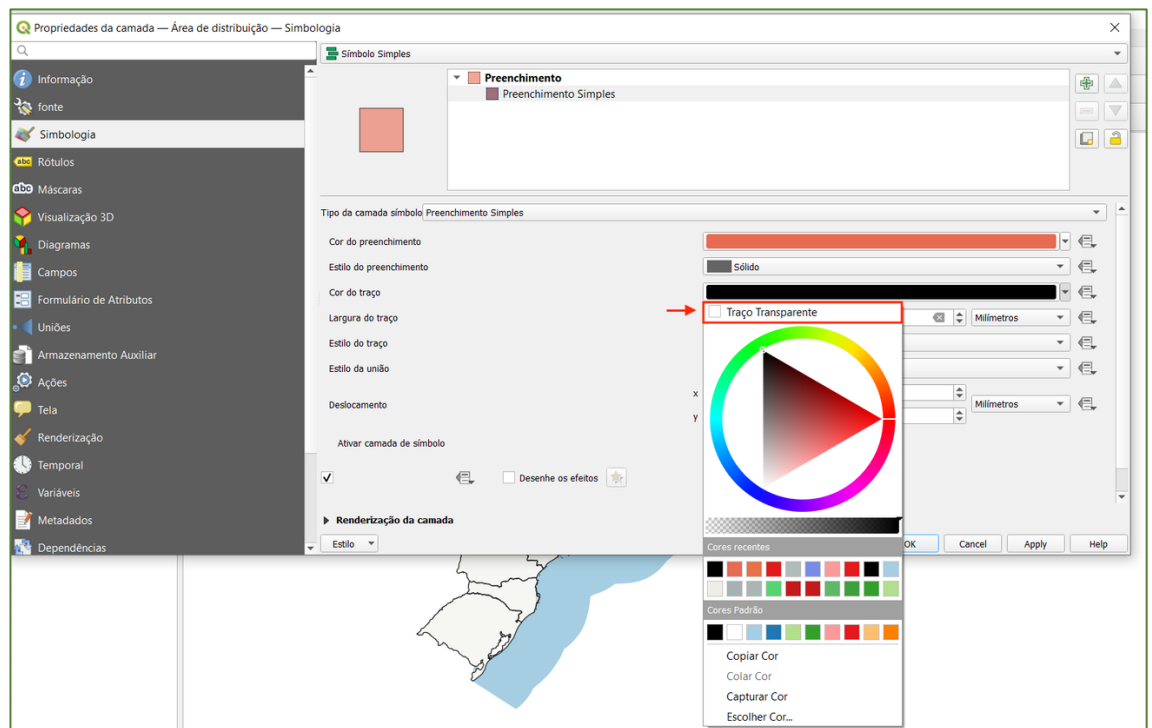 Propriedades da camada — Área de distribuição — Simbologia
Símbolo Simples
Informação
fonte
Simbologia
abc Rótulos
abc Máscaras
Visualização 3D
Diagramas
Campos
Formulário de Atributos
Uniões
Armazenamento Auxiliar
Ações
Tela
Renderização
Temporal
Variáveis
Metadados
Dependências
Preenchimento
Preenchimento Simples
Tipo da camada símbolo Preenchimento Simples
Cor do preenchimento
Estilo do preenchimento Sólido
Cor do traço
Traço Transparente
Largura do traço Milímetros
Estilo do traço
Estilo da união
x
Deslocamento Milímetros
y
Ativar camada de símbolo
Desenhe os efeitos
Renderização da camada
Estilo
OK Cancel Apply Help
Cores recentes
Cores Padrão
Copiar Cor
Colar Cor
Capturar Cor
Escolher Cor...